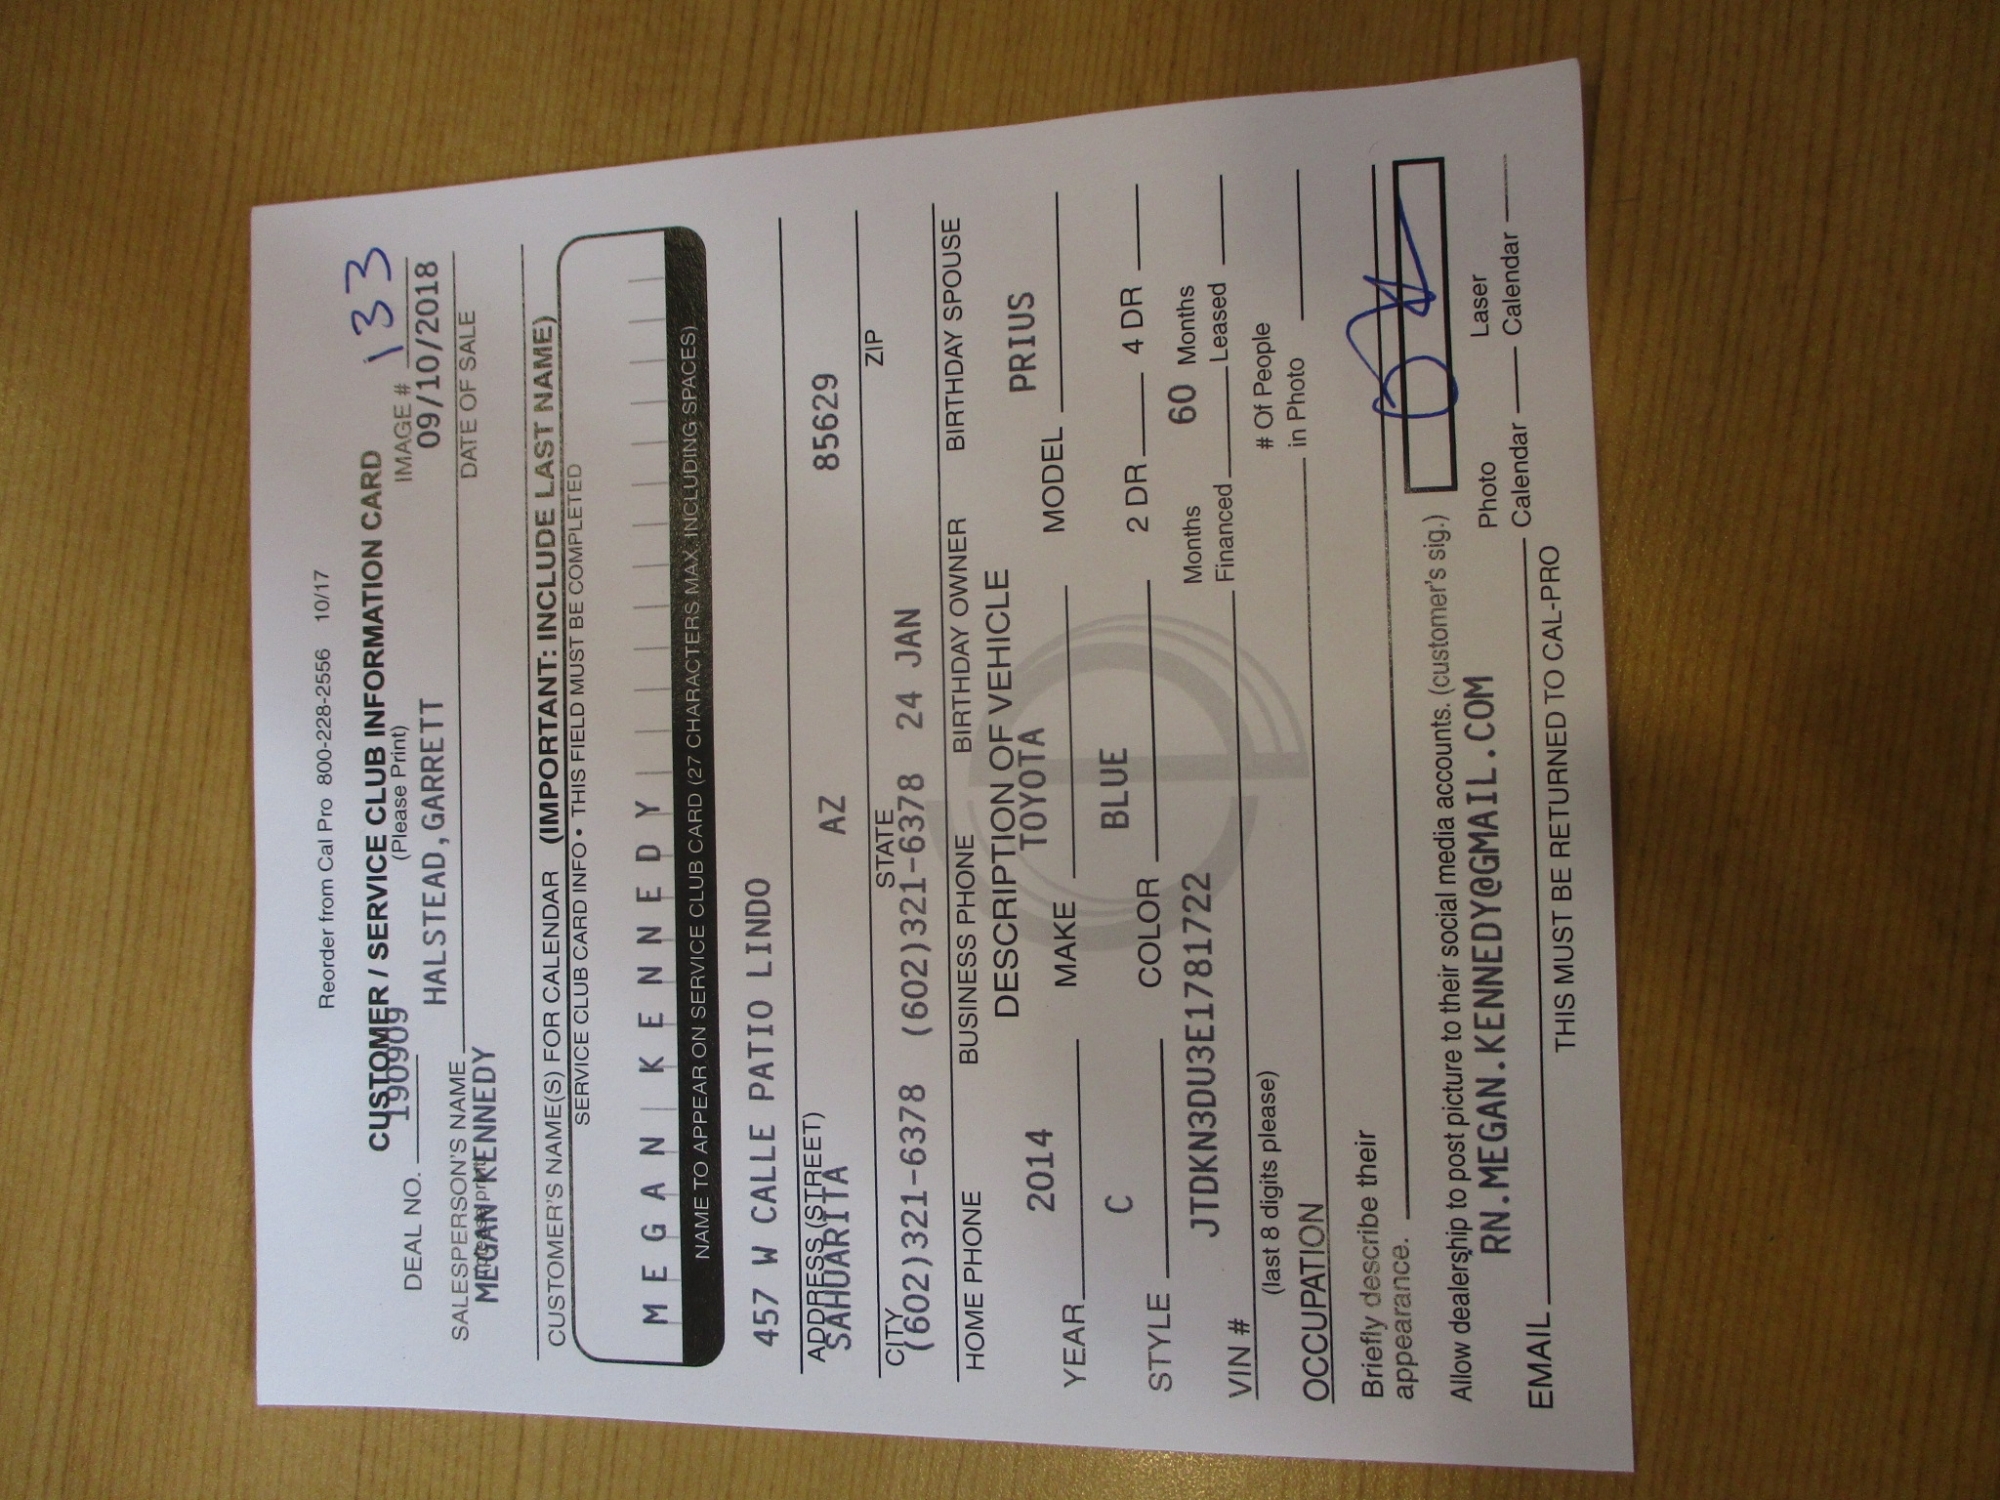 Reorder from Cal Pro 800-228-2556 10/17
CUSTOMER / SERVICE CLUB INFORMATION CARD
(Please Print)
DEAL NO. 190909 IMAGE # 133
HALSTEAD,GARRETT 09/10/2018
SALESPERSON'S NAME DATE OF SALE
MEGAN KENNEDY
CUSTOMER'S NAME(S) FOR CALENDAR (IMPORTANT: INCLUDE LAST NAME)
SERVICE CLUB CARD INFO • THIS FIELD MUST BE COMPLETED
MEGAN KENNEDY
NAME TO APPEAR ON SERVICE CLUB CARD (27 CHARACTERS MAX. INCLUDING SPACES)
457 W CALLE PATIO LINDO
ADDRESS (STREET)
SAHUARITA AZ 85629
CITY STATE ZIP
(602)321-6378 (602)321-6378 24 JAN
HOME PHONE BUSINESS PHONE BIRTHDAY OWNER BIRTHDAY SPOUSE
DESCRIPTION OF VEHICLE
YEAR 2014 MAKE TOYOTA MODEL PRIUS
STYLE C COLOR BLUE 2 DR 4 DR
VIN # JTDKN3DU3E1781722 Months Financed 60 Months Leased
(last 8 digits please)
OCCUPATION # Of People in Photo
Briefly describe their
appearance.
Allow dealership to post picture to their social media accounts. (customer's sig.)
EMAIL RN.MEGAN.KENNEDY@GMAIL.COM Photo Calendar Laser Calendar
THIS MUST BE RETURNED TO CAL-PRO